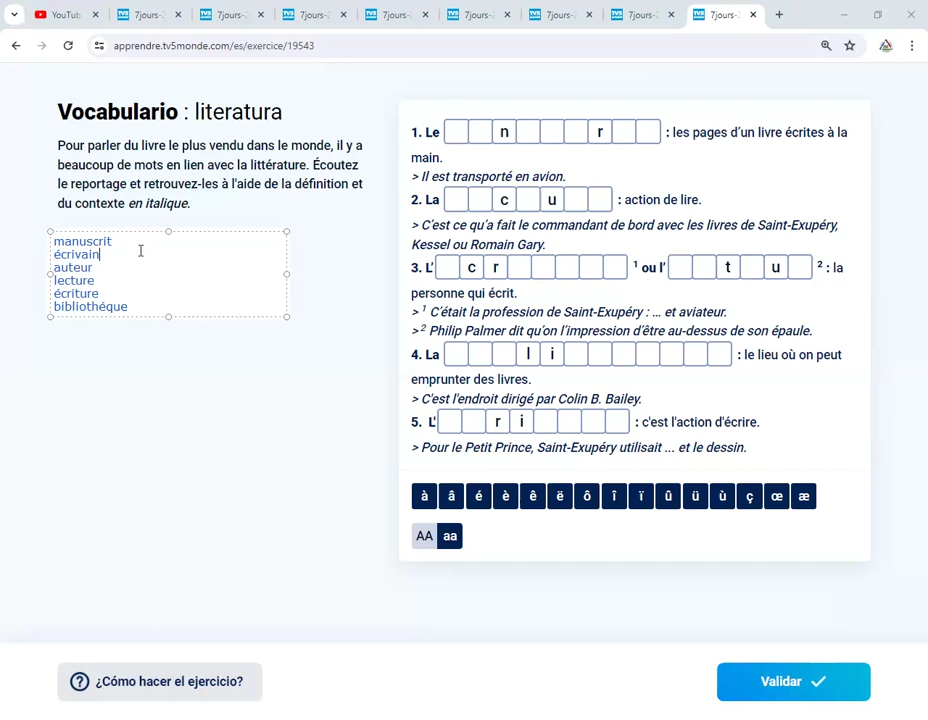 YouTub
7jours-
7jours-
7jours-
7jours-
7jours-
7jours-
7jours-
7jours-
apprendre.tv5monde.com/es/exercice/19543
Vocabulario : literatura
Pour parler du livre le plus vendu dans le monde, il y a
beaucoup de mots en lien avec la littérature. Écoutez
le reportage et retrouvez-les à l'aide de la définition et
du contexte en italique.
manuscrit
écrivain
auteur
lecture
écriture
bibliothéque
1. Le n r : les pages d'un livre écrites à la
main.
> Il est transporté en avion.
2. La c u : action de lire.
> C'est ce qu'a fait le commandant de bord avec les livres de Saint-Exupéry,
Kessel ou Romain Gary.
3. L' c r ¹ ou l' t u ² : la
personne qui écrit.
> ¹ C'était la profession de Saint-Exupéry : … et aviateur.
> ² Philip Palmer dit qu'on l'impression d'être au-dessus de son épaule.
4. La l i : le lieu où on peut
emprunter des livres.
> C'est l'endroit dirigé par Colin B. Bailey.
5. L' r i : c'est l'action d'écrire.
> Pour le Petit Prince, Saint-Exupéry utilisait ... et le dessin.
à â é è ê ë ô î ï û ü ù ç œ æ
AA aa
¿Cómo hacer el ejercicio?
Validar